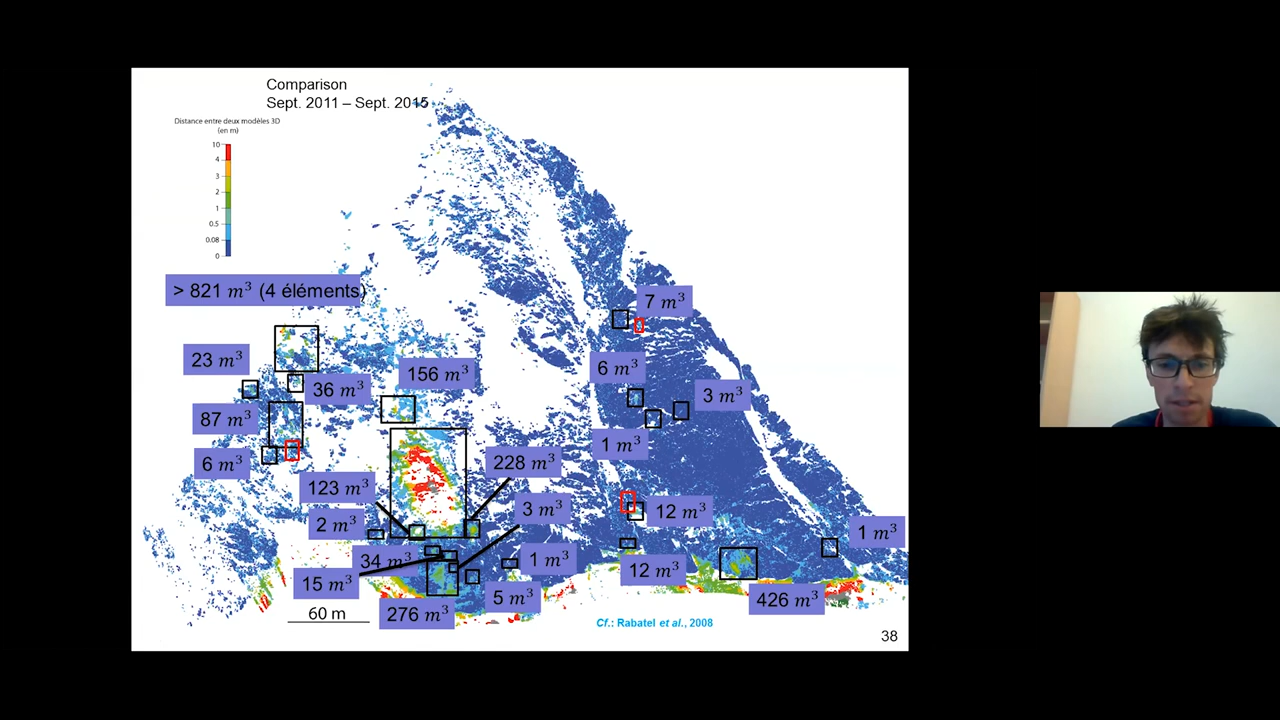 Comparison
Sept. 2011 – Sept. 2015
Distance entre deux modèles 3D
(en m)
10
4
3
2
1
0.5
0.08
0
> 821 m³ (4 éléments)
7 m³
23 m³
36 m³
156 m³
6 m³
3 m³
87 m³
1 m³
6 m³
228 m³
123 m³
3 m³
12 m³
2 m³
1 m³
34 m³
1 m³
12 m³
15 m³
5 m³
426 m³
60 m
276 m³
Cf.: Rabatel et al., 2008
38